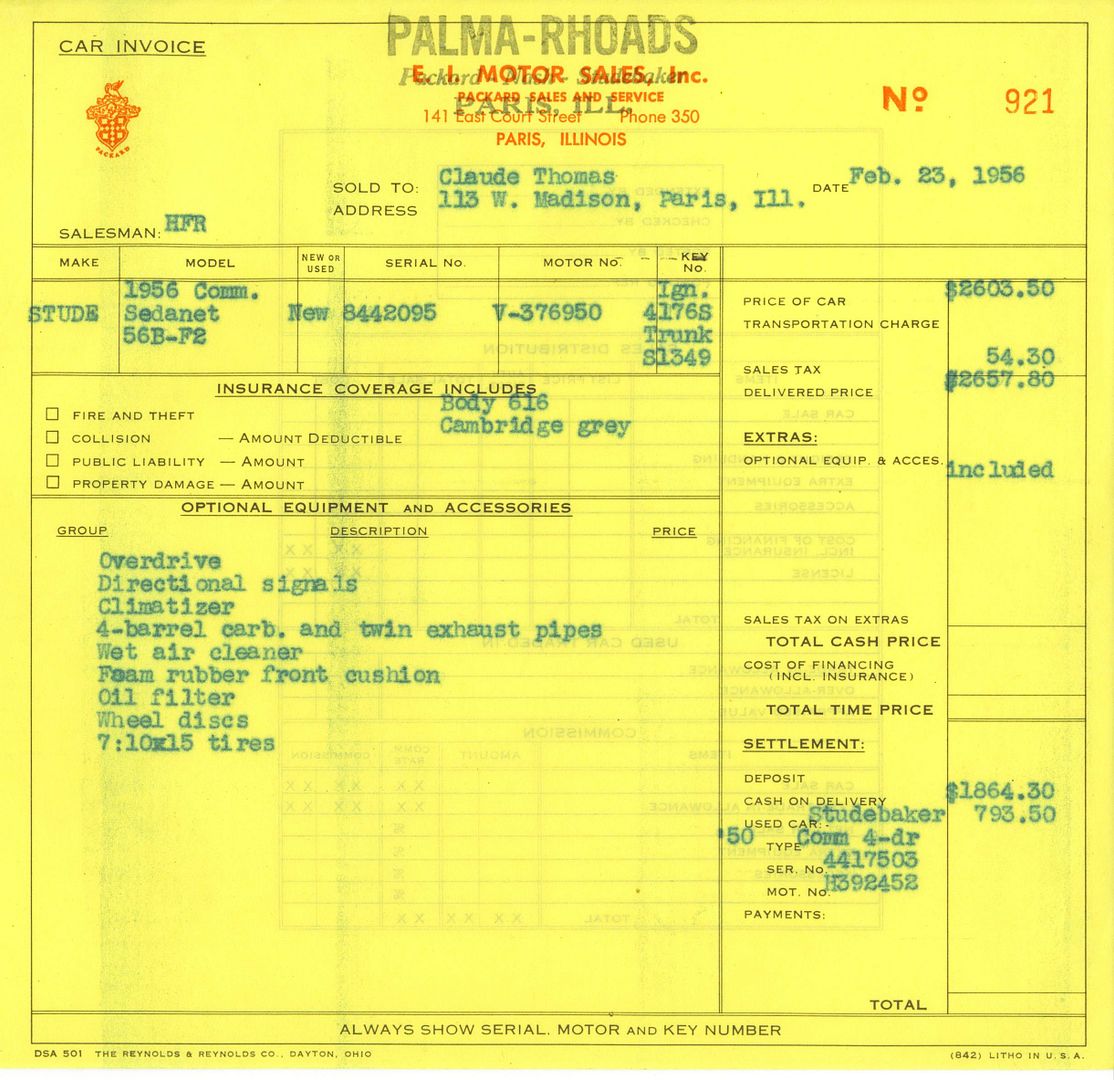 PALMA-RHOADS
CAR INVOICE
E. I. MOTOR SALES, Inc.
Packard - Nash - Studebaker
PACKARD SALES AND SERVICE
PARIS, ILL.
141 East Court Street Phone 350
PARIS, ILLINOIS
Nº 921
PACKARD
SOLD TO: Claude Thomas
DATE Feb. 23, 1956
ADDRESS 113 W. Madison, Paris, Ill.
SALESMAN: HFR
MAKE MODEL NEW OR USED SERIAL No. MOTOR No. KEY No.
1956 Comm. Ign.
STUDE Sedanet New 8442095 V-376950 4176S
56B-F2 Trunk
S1349
PRICE OF CAR $2603.50
TRANSPORTATION CHARGE
SALES TAX 54.30
DELIVERED PRICE $2657.80
INSURANCE COVERAGE INCLUDES
Body 616
FIRE AND THEFT
Cambridge grey
COLLISION — AMOUNT DEDUCTIBLE
PUBLIC LIABILITY — AMOUNT
PROPERTY DAMAGE — AMOUNT
EXTRAS:
OPTIONAL EQUIP. & ACCES. included
OPTIONAL EQUIPMENT AND ACCESSORIES
GROUP DESCRIPTION PRICE
Overdrive
Directional signals
Climatizer
4-barrel carb. and twin exhaust pipes
Wet air cleaner
Foam rubber front cushion
Oil filter
Wheel discs
7:10x15 tires
SALES TAX ON EXTRAS
TOTAL CASH PRICE
COST OF FINANCING
(INCL. INSURANCE)
TOTAL TIME PRICE
SETTLEMENT:
DEPOSIT
CASH ON DELIVERY $1864.30
USED CAR:- Studebaker 793.50
TYPE '50 Comm 4-dr
SER. No. 4417503
MOT. No. H392452
PAYMENTS:
TOTAL
ALWAYS SHOW SERIAL, MOTOR AND KEY NUMBER
DSA 501 THE REYNOLDS & REYNOLDS CO., DAYTON, OHIO
(842) LITHO IN U.S.A.